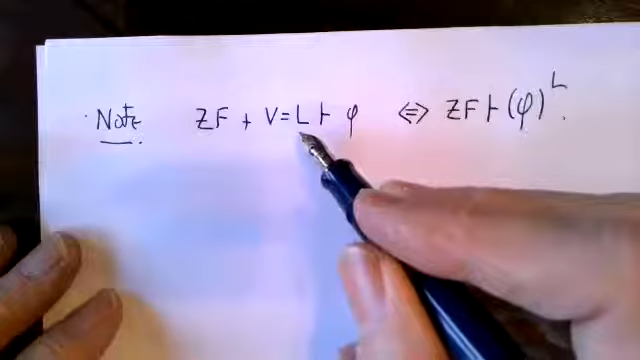 · Note. ZF + V = L ⊢ φ ⇔ ZF ⊢ (φ)^L.